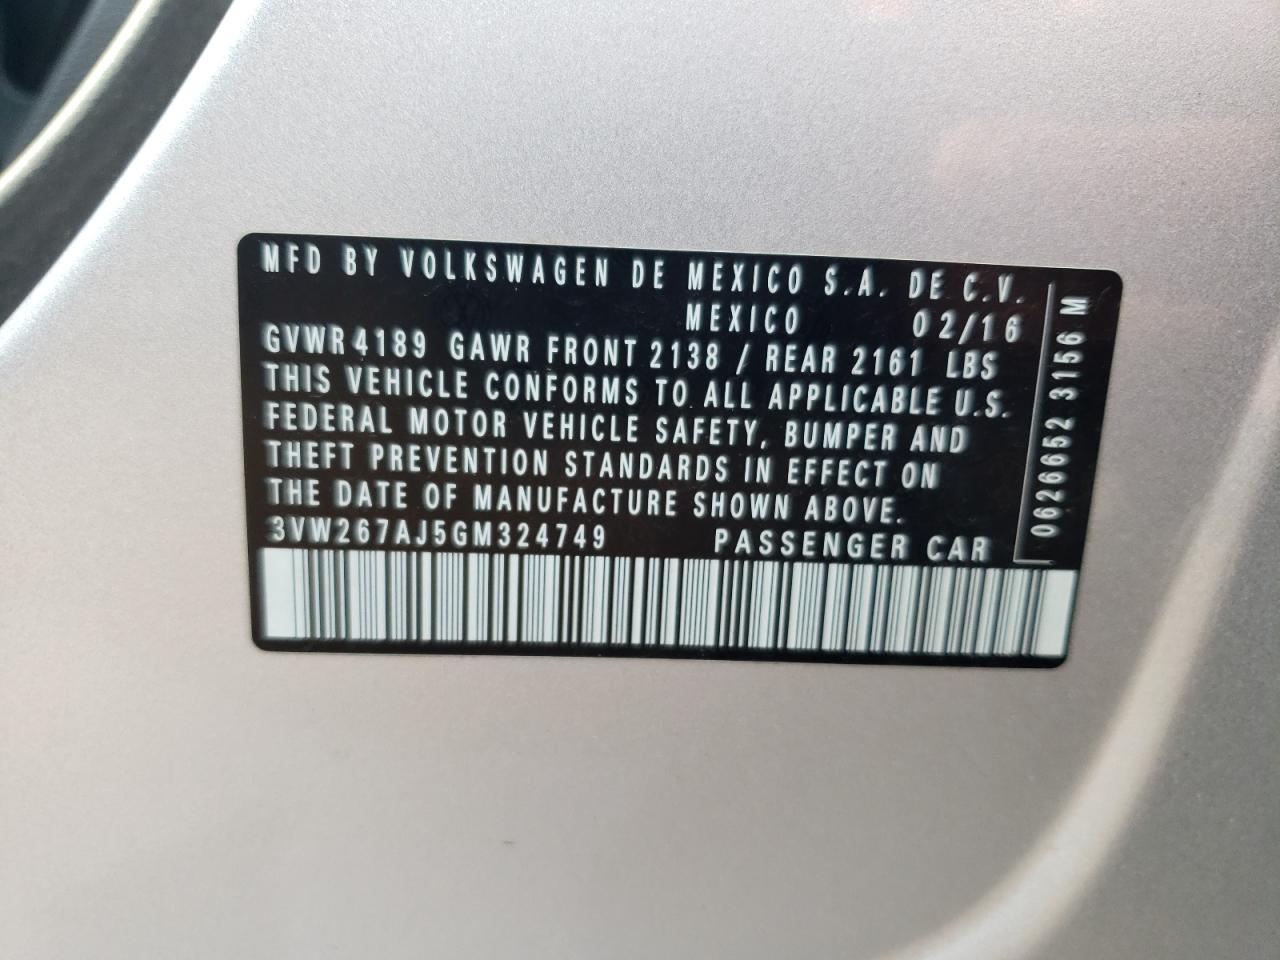 MFD BY VOLKSWAGEN DE MEXICO S.A. DE C.V.
MEXICO 02/16
GVWR 4189 GAWR FRONT 2138 / REAR 2161 LBS
THIS VEHICLE CONFORMS TO ALL APPLICABLE U.S.
FEDERAL MOTOR VEHICLE SAFETY, BUMPER AND
THEFT PREVENTION STANDARDS IN EFFECT ON
THE DATE OF MANUFACTURE SHOWN ABOVE.
3VW267AJ5GM324749 PASSENGER CAR
0626652 3156 M